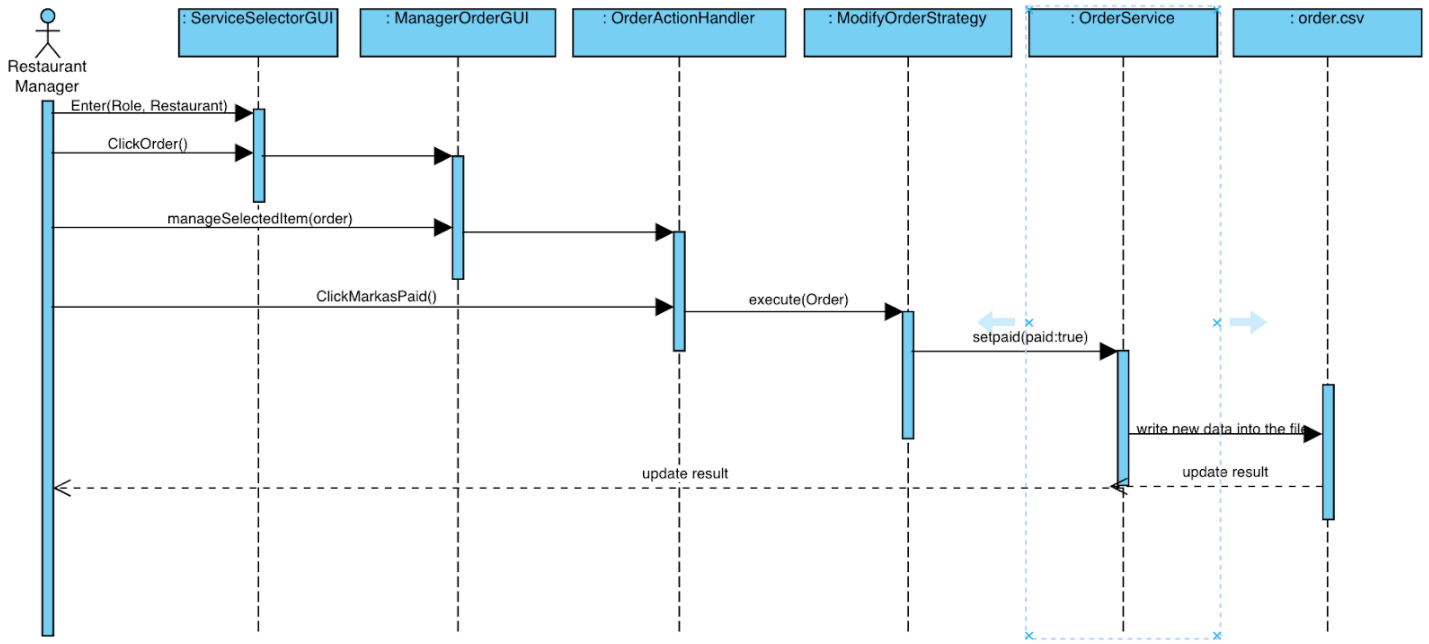 : ServiceSelectorGUI
: ManagerOrderGUI
: OrderActionHandler
: ModifyOrderStrategy
: OrderService
: order.csv
Restaurant
Manager
Enter(Role, Restaurant)
ClickOrder()
manageSelectedItem(order)
ClickMarkasPaid()
execute(Order)
setpaid(paid:true)
write new data into the file
update result
update result